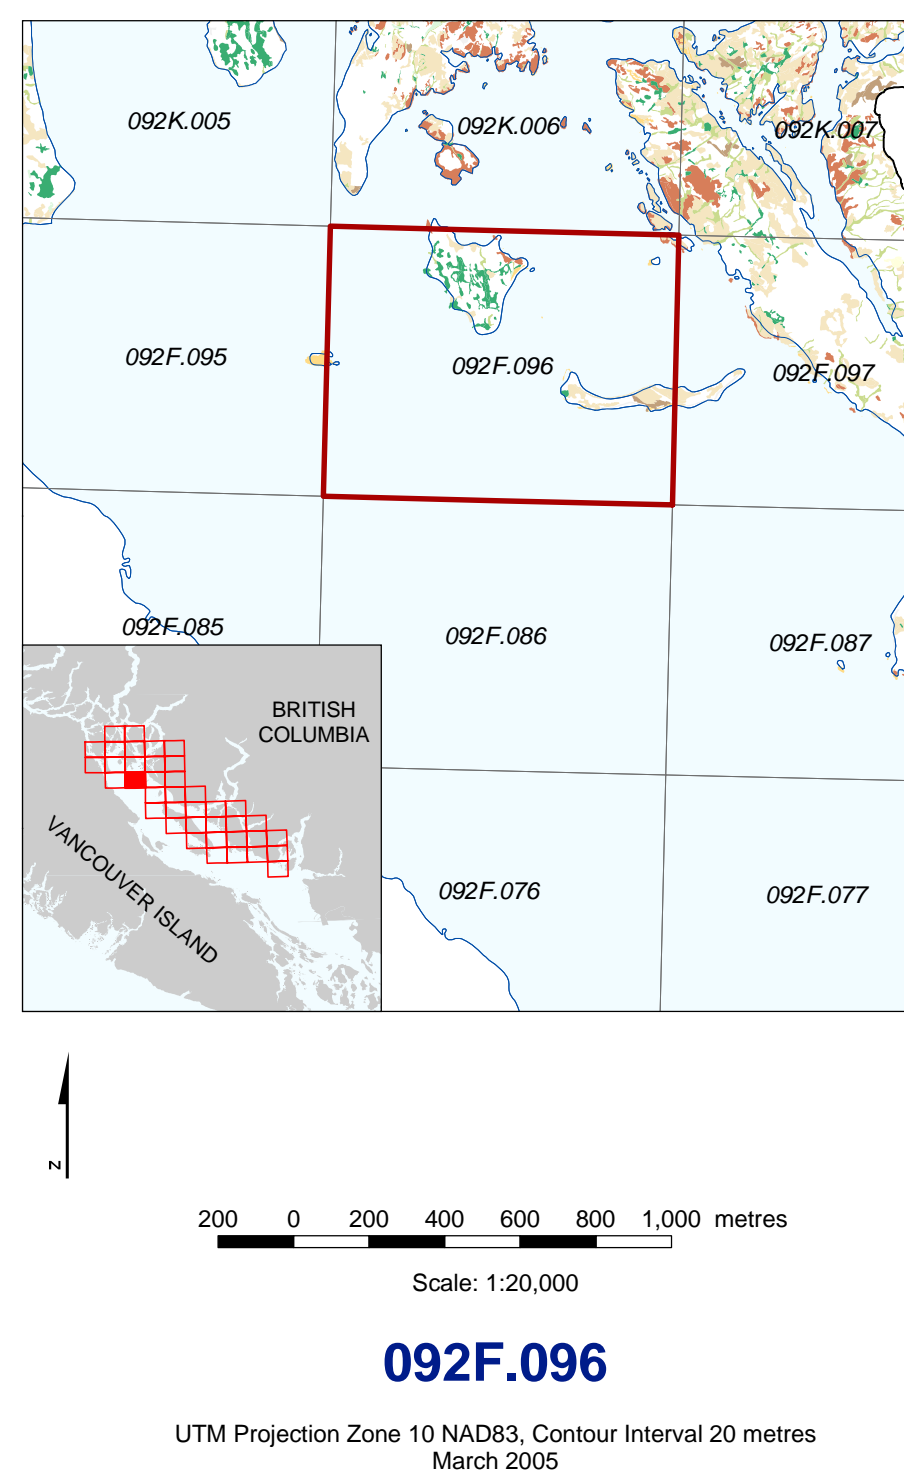 092K.005
092K.006
092K.007
092F.095
092F.096
092F.097
092F.085
092F.086
092F.087
BRITISH
COLUMBIA
VANCOUVER ISLAND
092F.076
092F.077
N
200 0 200 400 600 800 1,000 metres
Scale: 1:20,000
092F.096
UTM Projection Zone 10 NAD83, Contour Interval 20 metres
March 2005